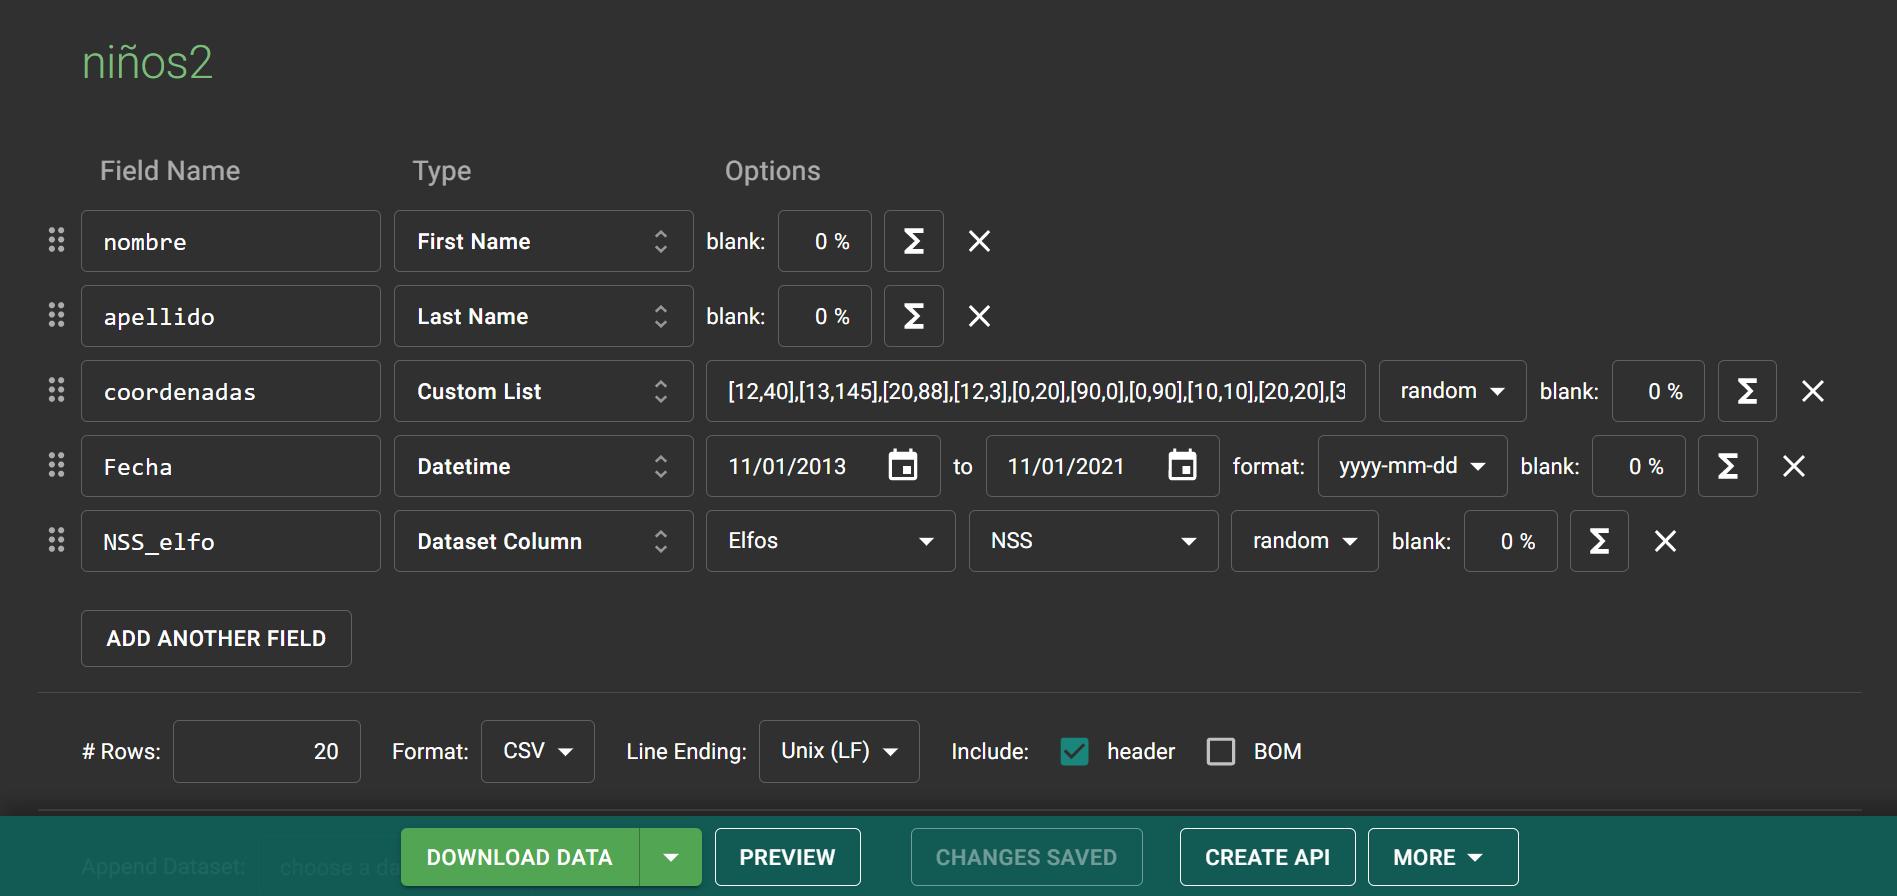 niños2
Field Name Type Options
nombre First Name blank: 0 % Σ
apellido Last Name blank: 0 % Σ
coordenadas Custom List [12,40],[13,145],[20,88],[12,3],[0,20],[90,0],[0,90],[10,10],[20,20],[3 random blank: 0 % Σ
Fecha Datetime 11/01/2013 to 11/01/2021 format: yyyy-mm-dd blank: 0 % Σ
NSS_elfo Dataset Column Elfos NSS random blank: 0 % Σ
ADD ANOTHER FIELD
# Rows: 20 Format: CSV Line Ending: Unix (LF) Include: header BOM
Append Dataset: choose a da
DOWNLOAD DATA PREVIEW CHANGES SAVED CREATE API MORE